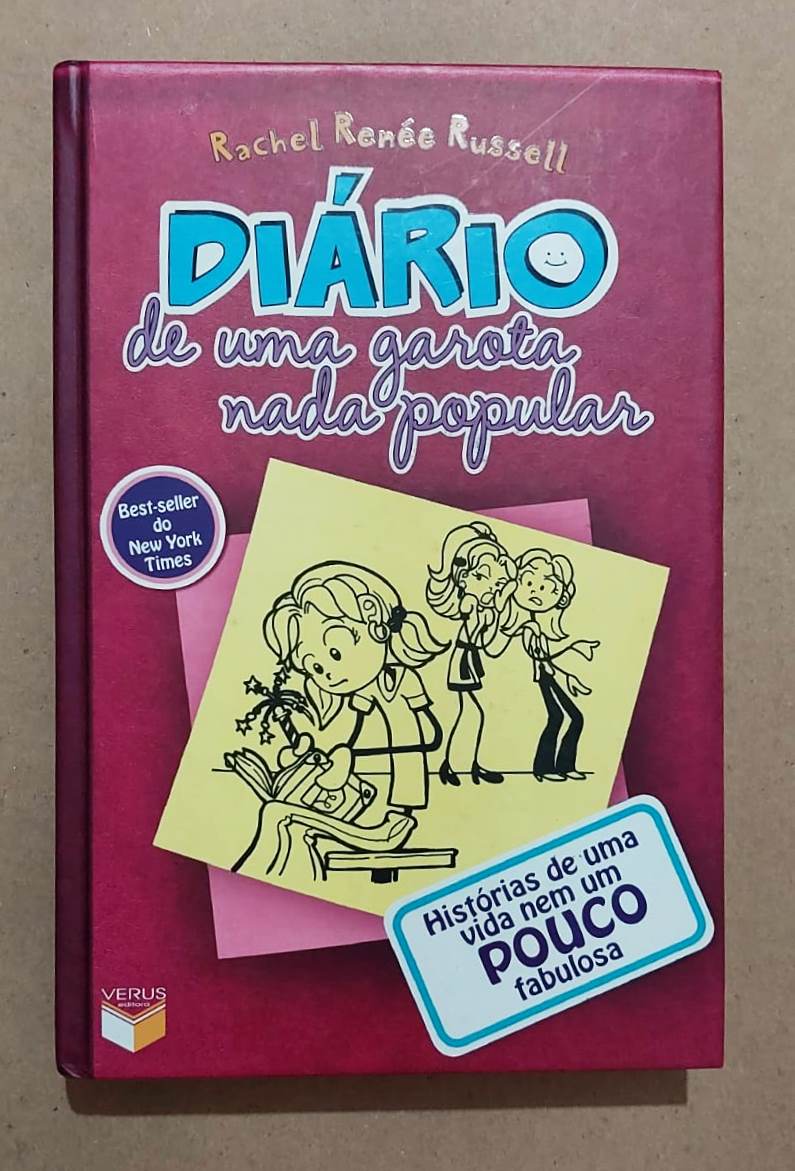 Rachel Renée Russell
DIÁRIO
de uma garota
nada popular
Best-seller
do
New York
Times
Histórias de uma
vida nem um
POUCO
fabulosa
VERUS
editora